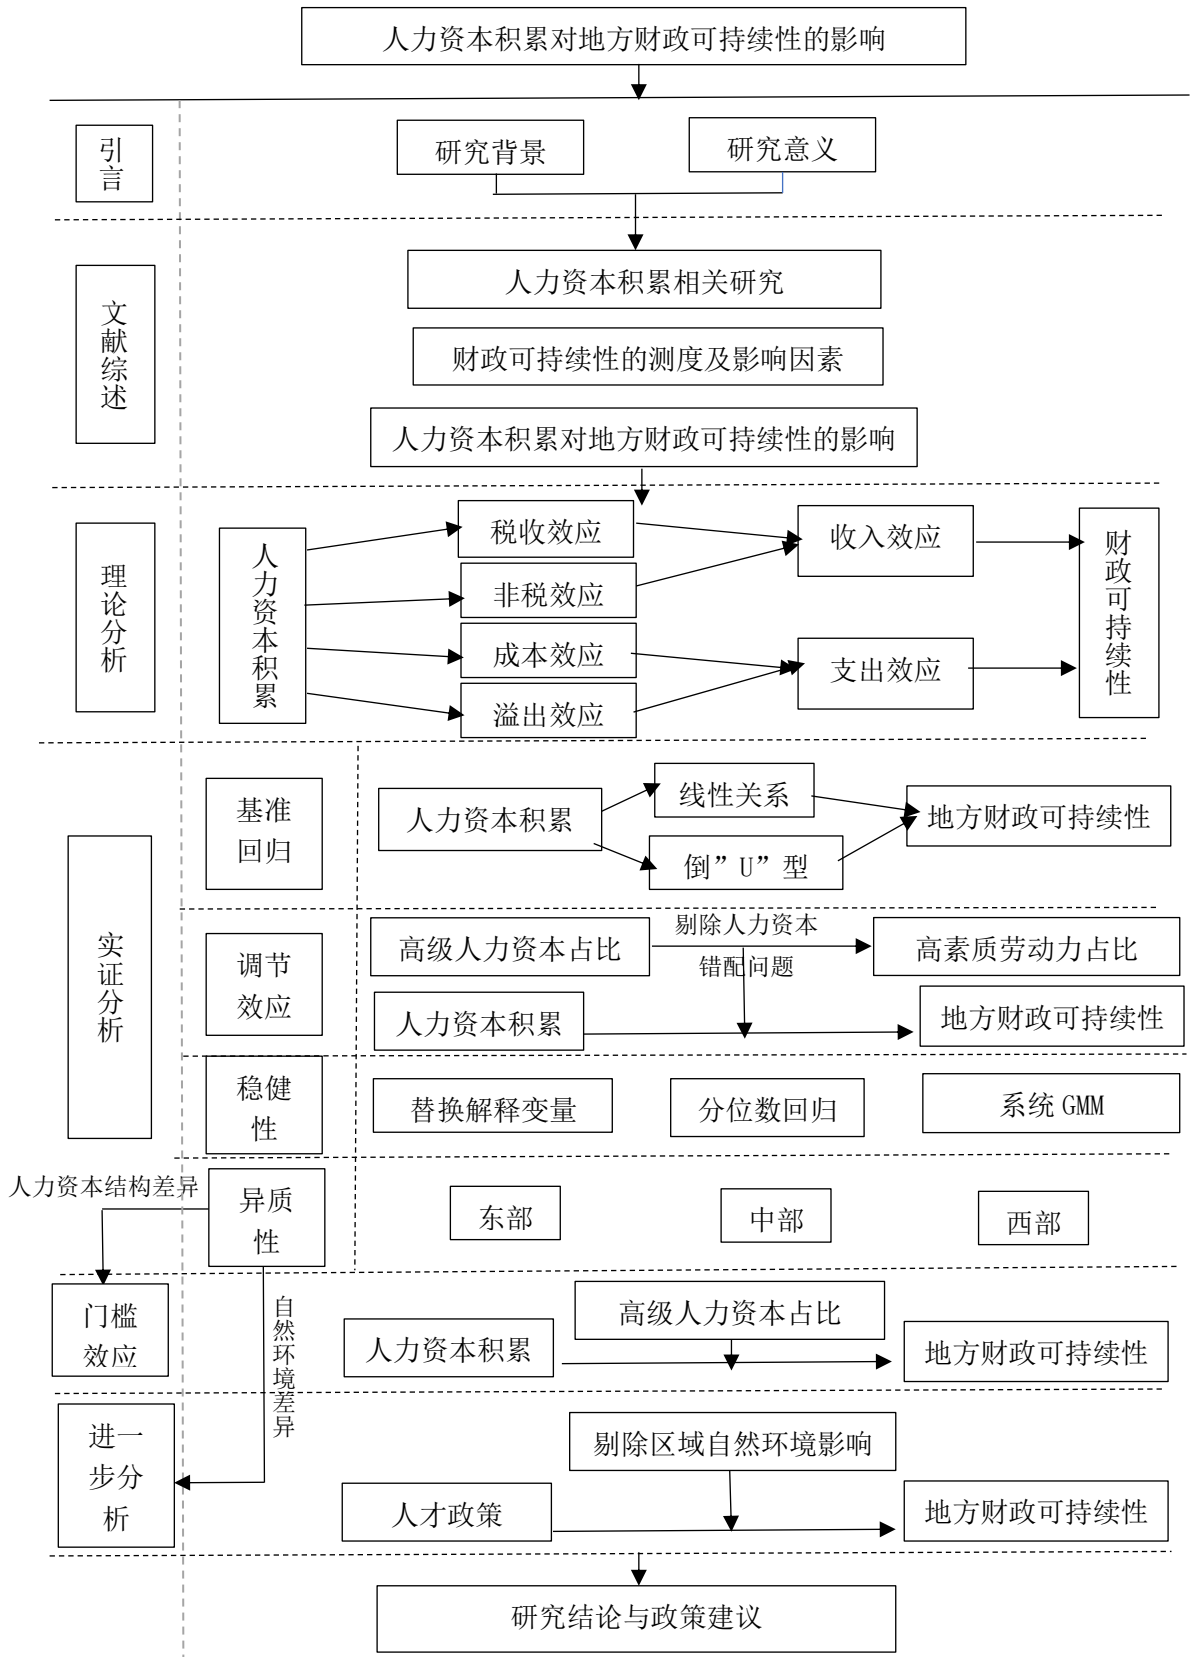 人力资本积累对地方财政可持续性的影响
引言
研究背景
研究意义
文献综述
人力资本积累相关研究
财政可持续性的测度及影响因素
人力资本积累对地方财政可持续性的影响
理论分析
人力资本积累
税收效应
非税效应
成本效应
溢出效应
收入效应
支出效应
财政可持续性
实证分析
基准
回归
人力资本积累
线性关系
倒”U”型
地方财政可持续性
调节
效应
高级人力资本占比
剔除人力资本
错配问题
高素质劳动力占比
人力资本积累
地方财政可持续性
稳健
性
替换解释变量
分位数回归
系统 GMM
人力资本结构差异
异质
性
东部
中部
西部
门槛
效应
自然环境差异
高级人力资本占比
人力资本积累
地方财政可持续性
进一
步分
析
剔除区域自然环境影响
人才政策
地方财政可持续性
研究结论与政策建议